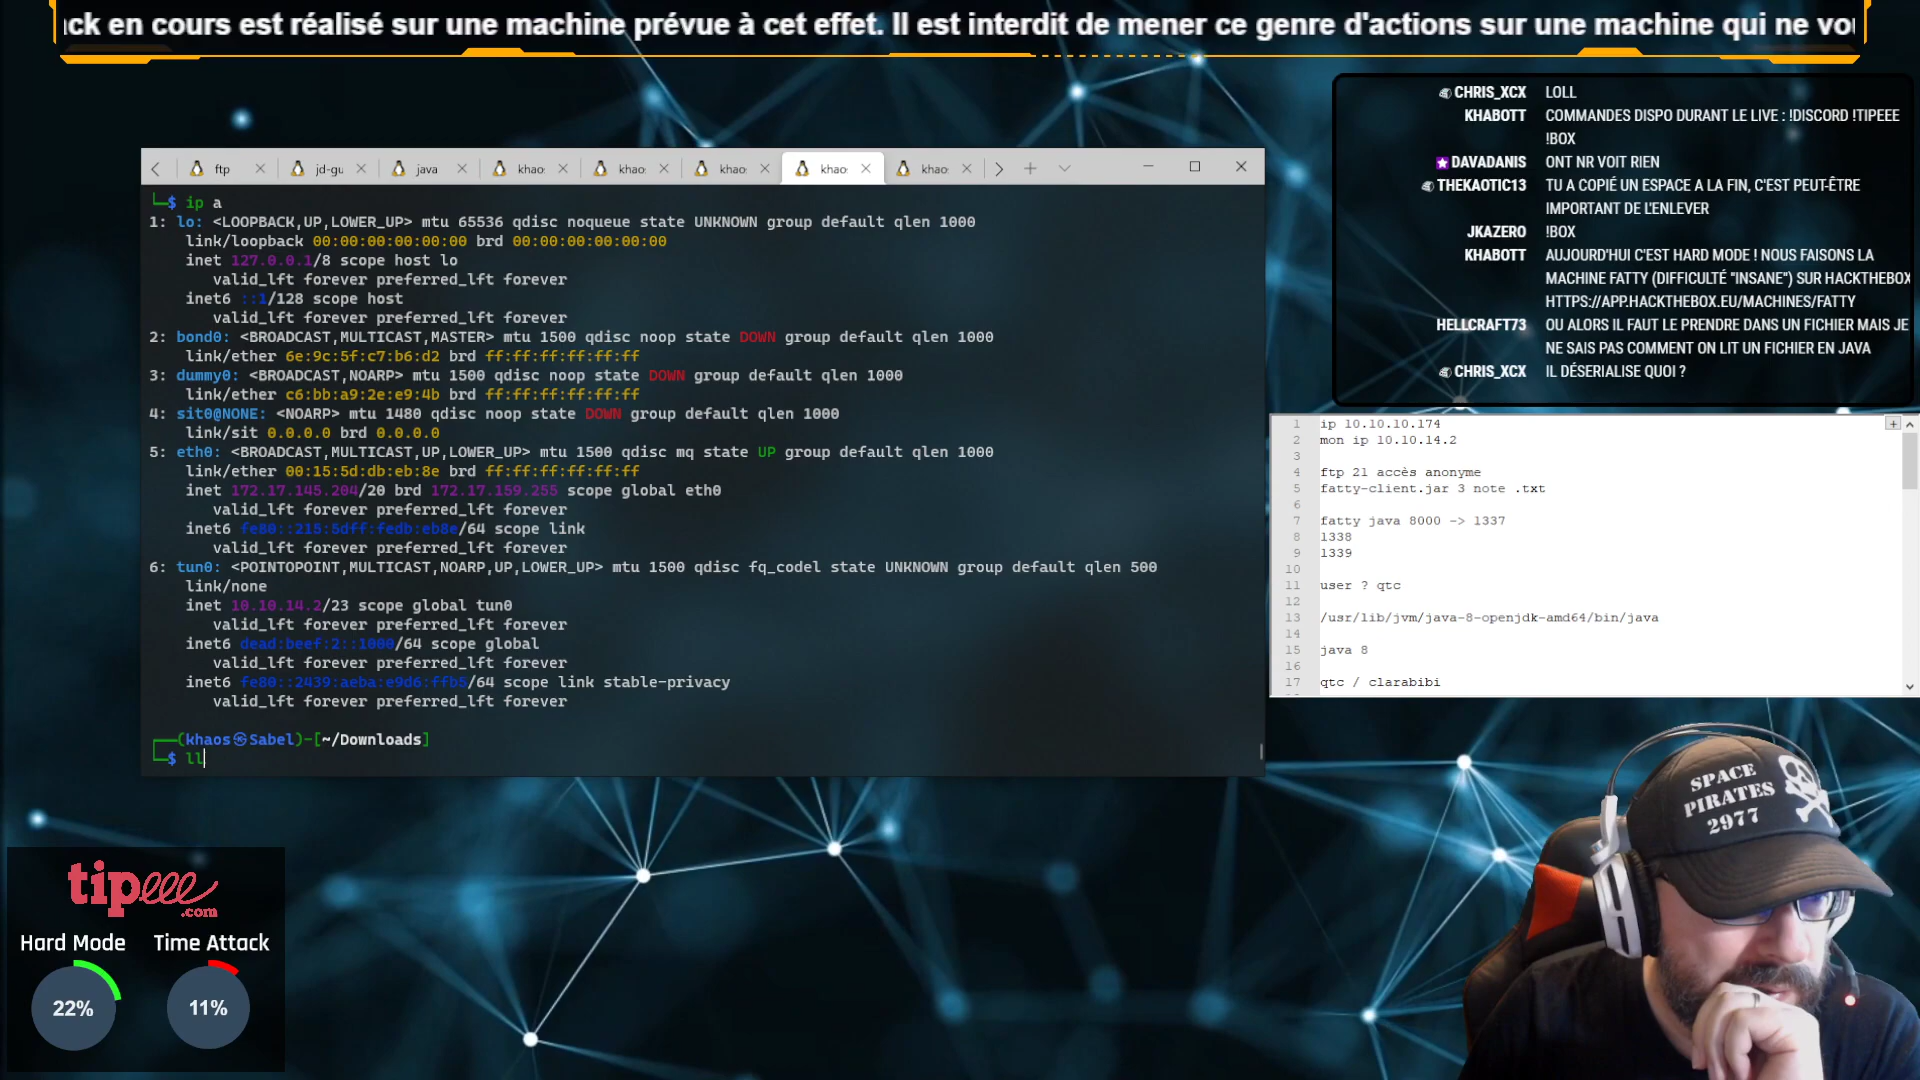 ck en cours est réalisé sur une machine prévue à cet effet. Il est interdit de mener ce genre d'actions sur une machine qui ne vou
CHRIS_XCX LOLL
KHABOTT COMMANDES DISPO DURANT LE LIVE : !DISCORD !TIPEEE
!BOX
DAVADANIS ONT NR VOIT RIEN
THEKAOTIC13 TU A COPIÉ UN ESPACE A LA FIN, C'EST PEUT-ÊTRE
IMPORTANT DE L'ENLEVER
JKAZERO !BOX
KHABOTT AUJOURD'HUI C'EST HARD MODE ! NOUS FAISONS LA
MACHINE FATTY (DIFFICULTÉ "INSANE") SUR HACKTHEBOX
HTTPS://APP.HACKTHEBOX.EU/MACHINES/FATTY
HELLCRAFT73 OU ALORS IL FAUT LE PRENDRE DANS UN FICHIER MAIS JE
NE SAIS PAS COMMENT ON LIT UN FICHIER EN JAVA
CHRIS_XCX IL DÉSERIALISE QUOI ?
ftp jd-gu java khao khao khao khao khao
└─$ ip a
1: lo: <LOOPBACK,UP,LOWER_UP> mtu 65536 qdisc noqueue state UNKNOWN group default qlen 1000
link/loopback 00:00:00:00:00:00 brd 00:00:00:00:00:00
inet 127.0.0.1/8 scope host lo
valid_lft forever preferred_lft forever
inet6 ::1/128 scope host
valid_lft forever preferred_lft forever
2: bond0: <BROADCAST,MULTICAST,MASTER> mtu 1500 qdisc noop state DOWN group default qlen 1000
link/ether 6e:9c:5f:c7:b6:d2 brd ff:ff:ff:ff:ff:ff
3: dummy0: <BROADCAST,NOARP> mtu 1500 qdisc noop state DOWN group default qlen 1000
link/ether c6:bb:a9:2e:e9:4b brd ff:ff:ff:ff:ff:ff
4: sit0@NONE: <NOARP> mtu 1480 qdisc noop state DOWN group default qlen 1000
link/sit 0.0.0.0 brd 0.0.0.0
5: eth0: <BROADCAST,MULTICAST,UP,LOWER_UP> mtu 1500 qdisc mq state UP group default qlen 1000
link/ether 00:15:5d:db:eb:8e brd ff:ff:ff:ff:ff:ff
inet 172.17.145.204/20 brd 172.17.159.255 scope global eth0
valid_lft forever preferred_lft forever
inet6 fe80::215:5dff:fedb:eb8e/64 scope link
valid_lft forever preferred_lft forever
6: tun0: <POINTOPOINT,MULTICAST,NOARP,UP,LOWER_UP> mtu 1500 qdisc fq_codel state UNKNOWN group default qlen 500
link/none
inet 10.10.14.2/23 scope global tun0
valid_lft forever preferred_lft forever
inet6 dead:beef:2::1000/64 scope global
valid_lft forever preferred_lft forever
inet6 fe80::2439:aeba:e9d6:ffb5/64 scope link stable-privacy
valid_lft forever preferred_lft forever
┌──(khaos㉿Sabel)-[~/Downloads]
└─$ ll
1 ip 10.10.10.174
2 mon ip 10.10.14.2
3
4 ftp 21 accès anonyme
5 fatty-client.jar 3 note .txt
6
7 fatty java 8000 -> 1337
8 1338
9 1339
10
11 user ? qtc
12
13 /usr/lib/jvm/java-8-openjdk-amd64/bin/java
14
15 java 8
16
17 qtc / clarabibi
SPACE
PIRATES
2977
tipeee
.com
Hard Mode Time Attack
22% 11%